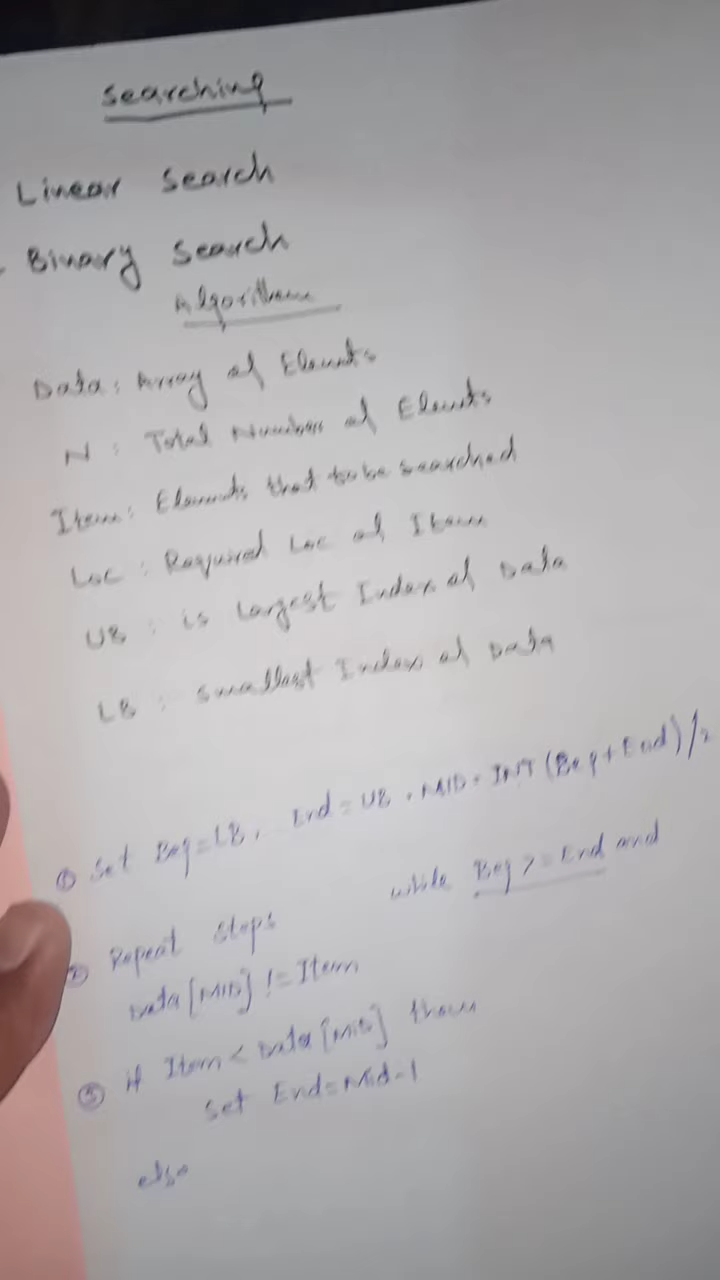 Searching
Linear Search
- Binary Search
Algorithm
Data : Array of Elements
N : Total Number of Elements
Item : Elements that to be searched
Loc : Required Loc of Item
UB : is Largest Index of Data
LB : Smallest Index of Data
① Set Beg = LB, End = UB, MID = INT (Beg + End)/2
② Repeat steps while Beg >= End and
Data [MID] != Item
③ if Item < Data [MID] then
Set End = Mid-1
else